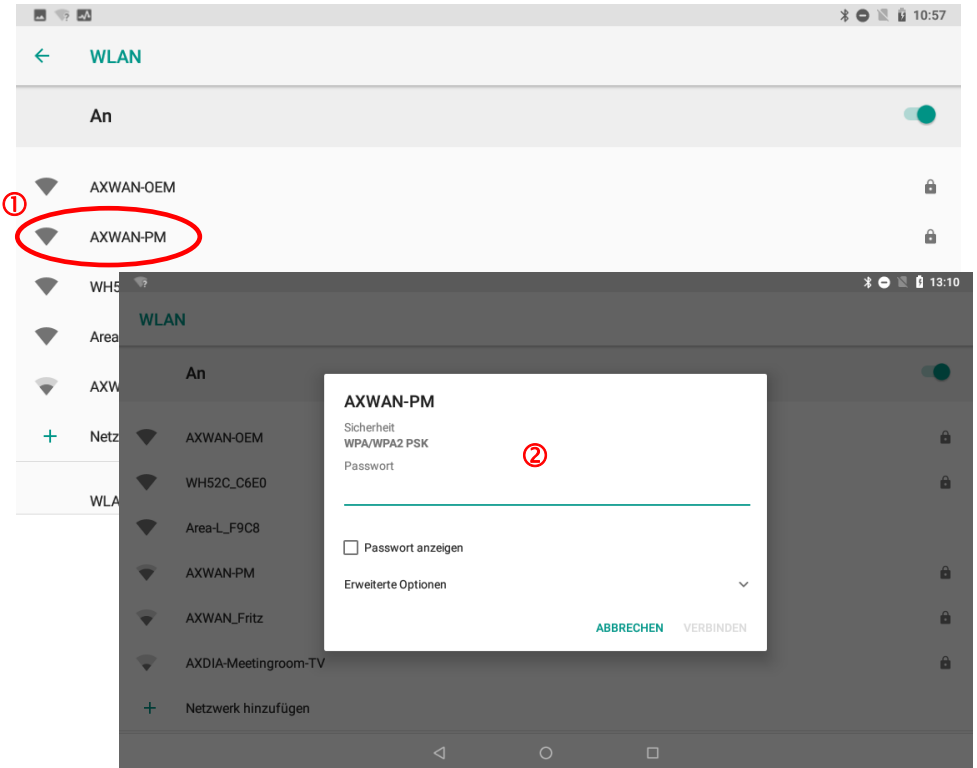 10:57
WLAN
An
AXWAN-OEM
①
AXWAN-PM
WH5
Area
AXW
Netz
WLA
13:10
WLAN
An
AXWAN-OEM
WH52C_C6E0
Area-L_F9C8
AXWAN-PM
AXWAN_Fritz
AXDIA-Meetingroom-TV
Netzwerk hinzufügen
AXWAN-PM
Sicherheit
WPA/WPA2 PSK
②
Passwort
Passwort anzeigen
Erweiterte Optionen
ABBRECHEN VERBINDEN